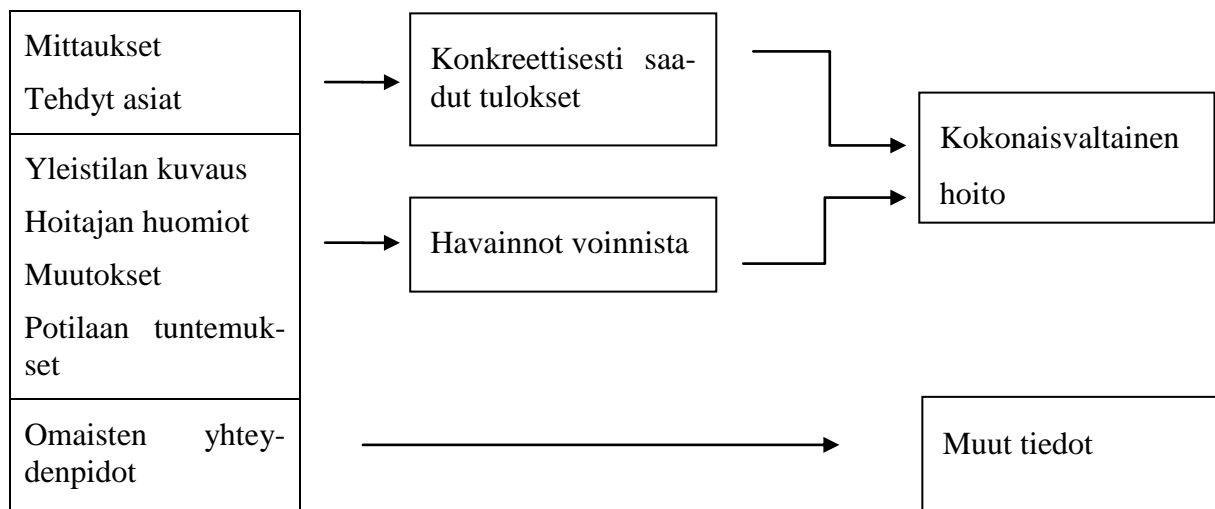 Mittaukset
Tehdyt asiat
Yleistilan kuvaus
Hoitajan huomiot
Muutokset
Potilaan tuntemuk-
set
Omaisten yhtey-
denpidot
Konkreettisesti saa-
dut tulokset
Havainnot voinnista
Kokonaisvaltainen
hoito
Muut tiedot